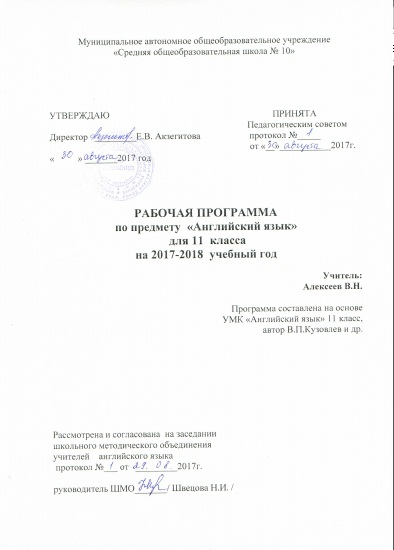 Муниципальное автономное общеобразовательное учреждение
«Средняя общеобразовательная школа № 10»
УТВЕРЖДАЮ
Директор Е.В. Акзегитова
« 30 » августа 2017 год
ПРИНЯТА
Педагогическим советом
протокол № 1
от «30» августа 2017г.
РАБОЧАЯ ПРОГРАММА
по предмету «Английский язык»
для 11 класса
на 2017-2018 учебный год
Учитель:
Алексеев В.Н.
Программа составлена на основе
УМК «Английский язык» 11 класс,
автор В.П.Кузовлев и др.
Рассмотрена и согласована на заседании
школьного методического объединения
учителей английского языка
протокол № 1 от 29.08 2017г.
руководитель ШМО / Швецова Н.И. /